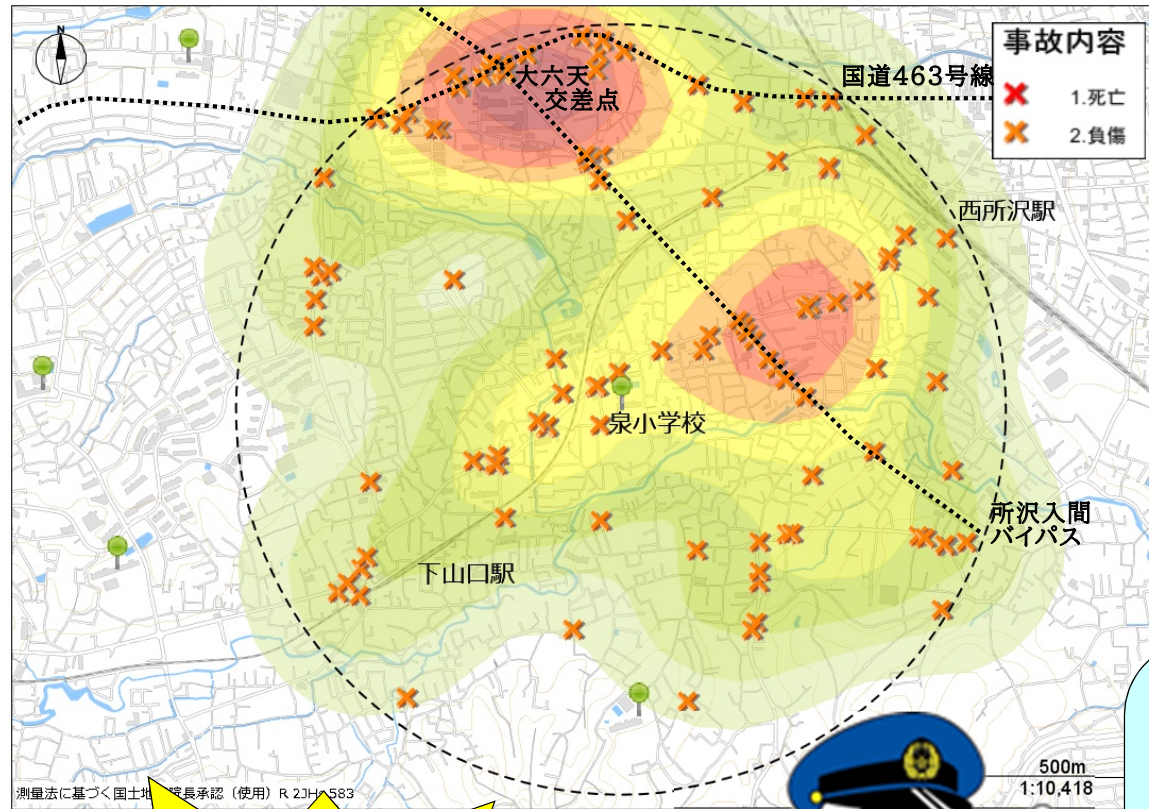 N
事故内容
1.死亡
2.負傷
国道463号線
大六天
交差点
西所沢駅
泉小学校
所沢入間
バイパス
下山口駅
500m
1:10,418
測量法に基づく国土地 院長承認〔使用〕R 2JH 583